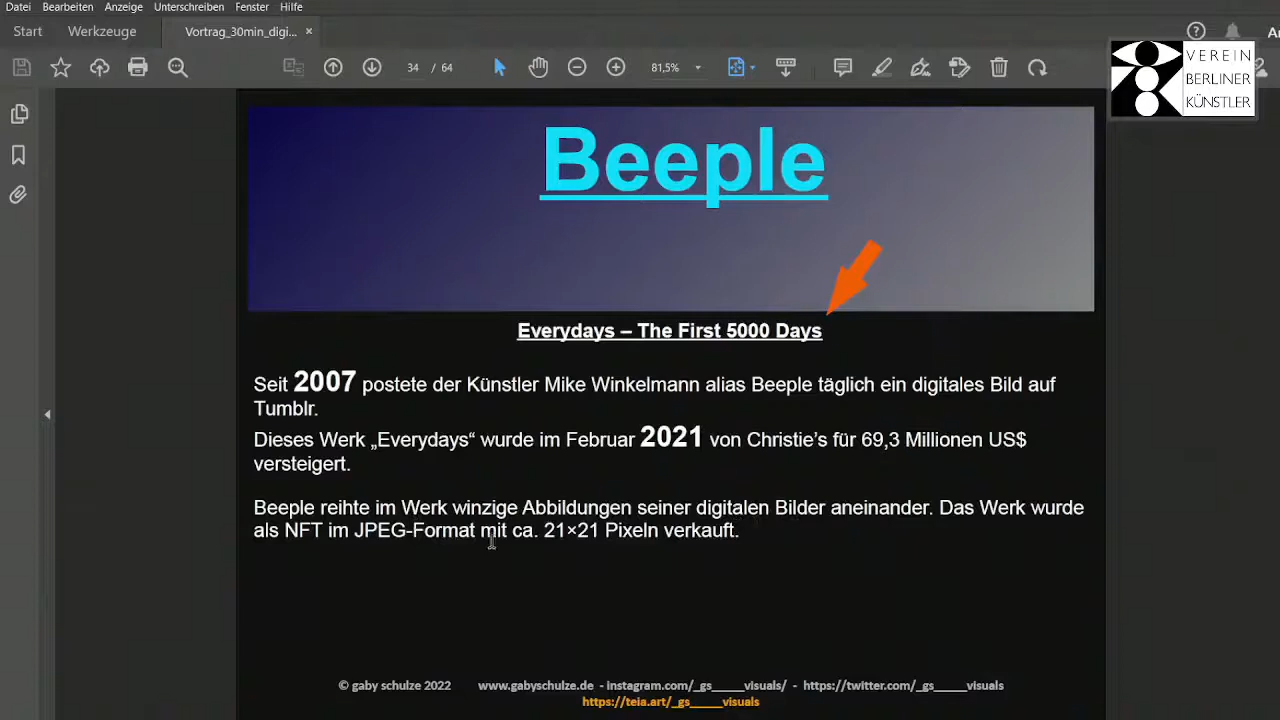 Datei Bearbeiten Anzeige Unterschreiben Fenster Hilfe
Start Werkzeuge Vortrag_30min_digi... ×
34 / 64 81,5%
VEREIN
BERLINER
KÜNSTLER
Beeple
Everydays – The First 5000 Days
Seit 2007 postete der Künstler Mike Winkelmann alias Beeple täglich ein digitales Bild auf
Tumblr.
Dieses Werk „Everydays“ wurde im Februar 2021 von Christie’s für 69,3 Millionen US$
versteigert.
Beeple reihte im Werk winzige Abbildungen seiner digitalen Bilder aneinander. Das Werk wurde
als NFT im JPEG-Format mit ca. 21×21 Pixeln verkauft.
© gaby schulze 2022 www.gabyschulze.de - instagram.com/_gs_____visuals/ - https://twitter.com/_gs_____visuals
https://teia.art/_gs_____visuals